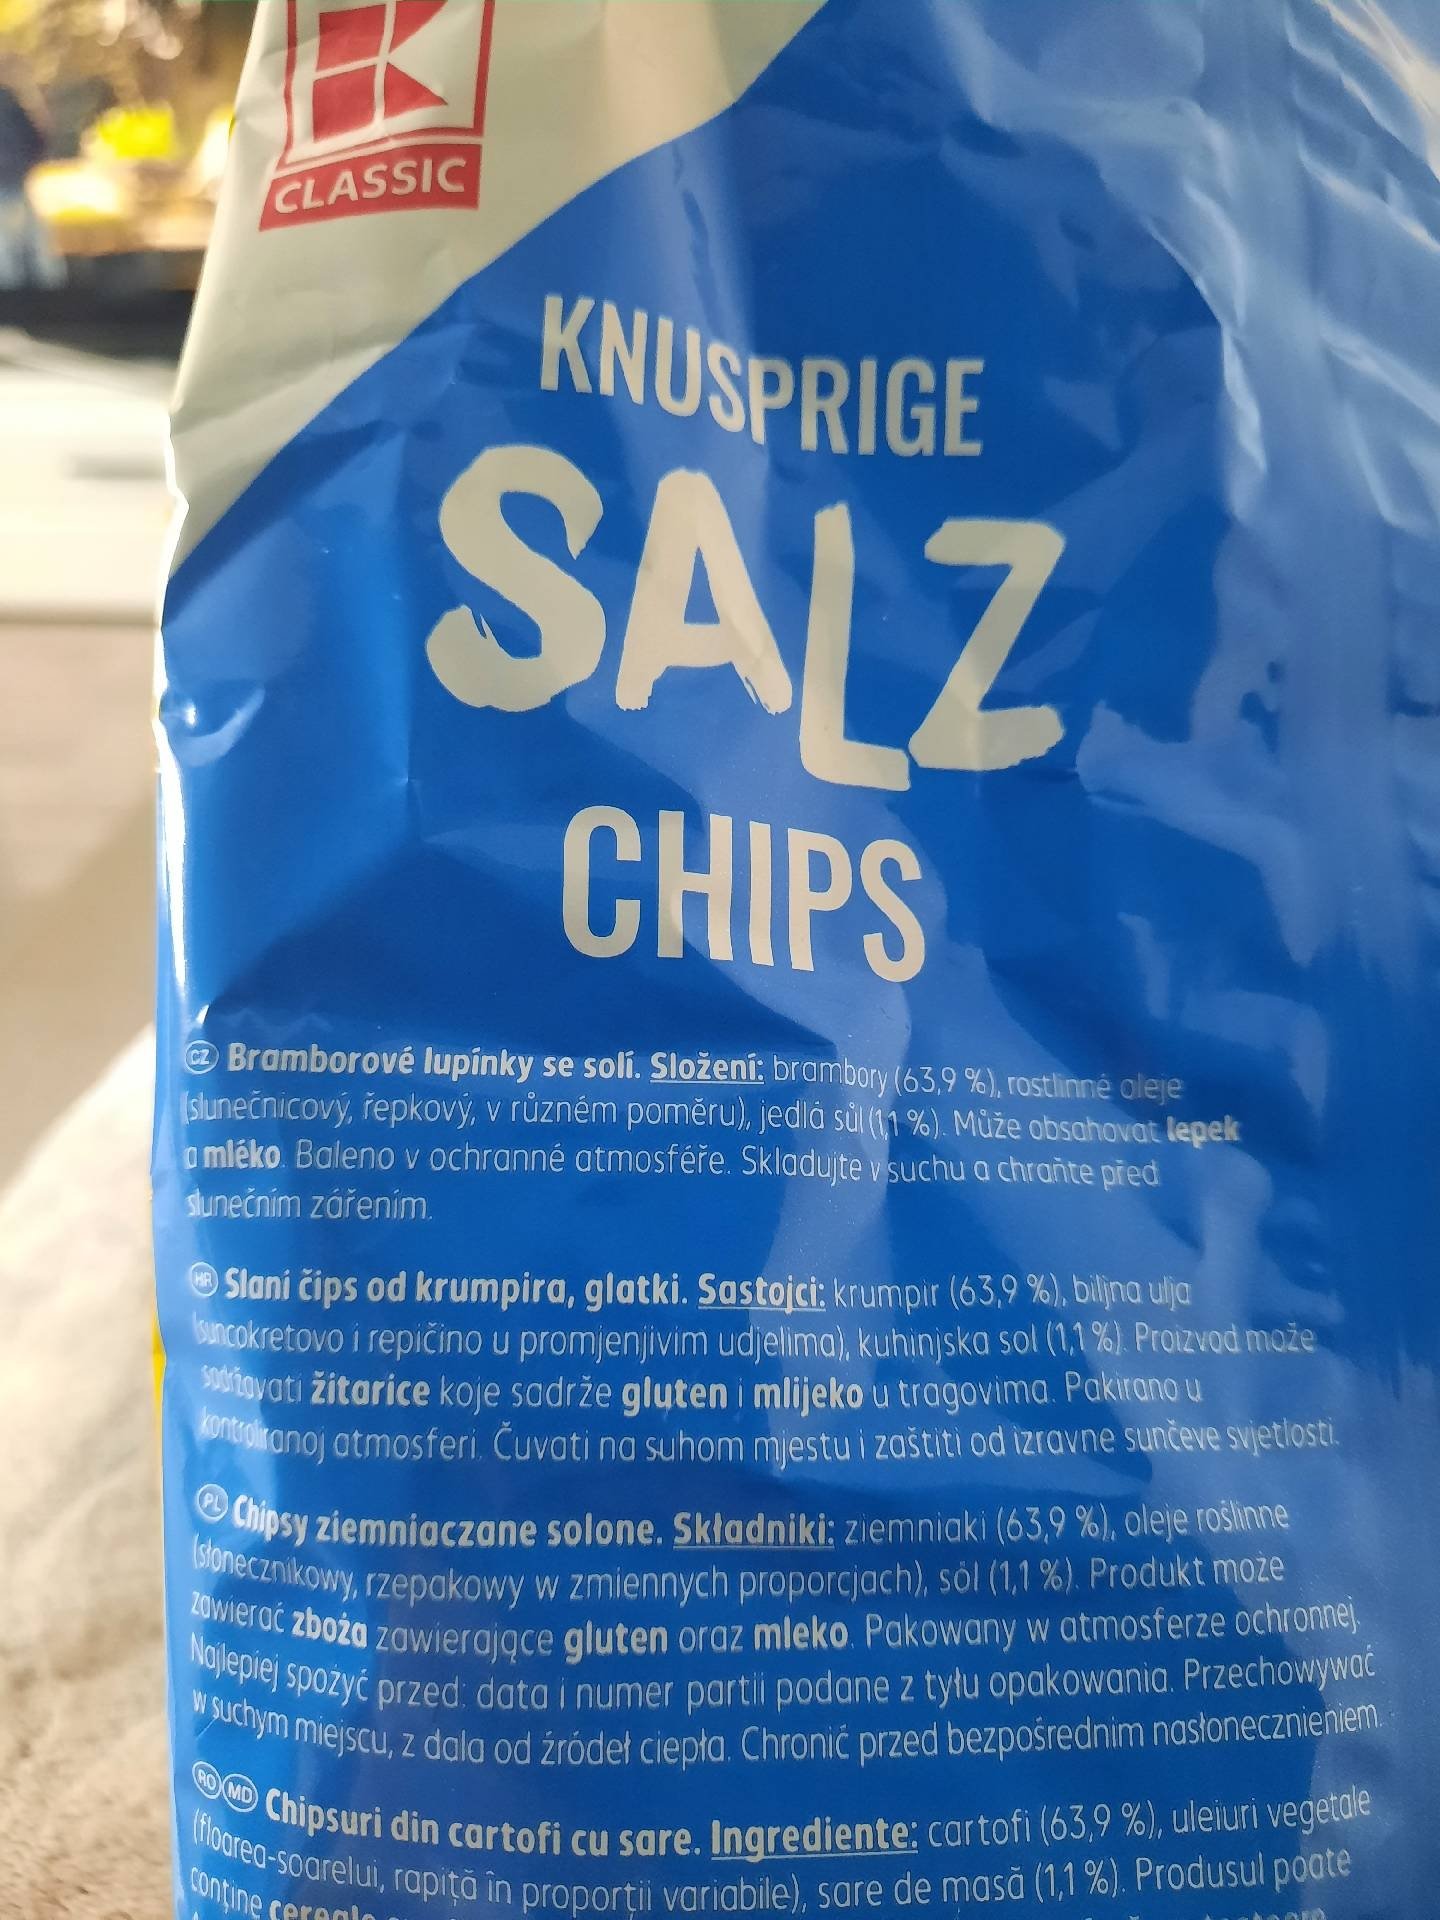 K
CLASSIC
KNUSPRIGE
SALZ
CHIPS
CZ Bramborové lupínky se solí. Složení: brambory (63,9 %), rostlinné oleje
(slunečnicový, řepkový, v různém poměru), jedlá sůl (1,1 %). Může obsahovat lepek
a mléko. Baleno v ochranné atmosféře. Skladujte v suchu a chraňte před
slunečním zářením.
HR Slani čips od krumpira, glatki. Sastojci: krumpir (63,9 %), biljna ulja
(suncokretovo i repičino u promjenjivim udjelima), kuhinjska sol (1,1 %). Proizvod može
sadržavati žitarice koje sadrže gluten i mlijeko u tragovima. Pakirano u
kontroliranoj atmosferi. Čuvati na suhom mjestu i zaštiti od izravne sunčeve svjetlosti.
PL Chipsy ziemniaczane solone. Składniki: ziemniaki (63,9 %), oleje roślinne
(słonecznikowy, rzepakowy w zmiennych proporcjach), sól (1,1 %). Produkt może
zawierać zboża zawierające gluten oraz mleko. Pakowany w atmosferze ochronnej.
Najlepiej spożyć przed: data i numer partii podane z tyłu opakowania. Przechowywać
w suchym miejscu, z dala od źródeł ciepła. Chronić przed bezpośrednim nasłonecznieniem.
RO MD Chipsuri din cartofi cu sare. Ingrediente: cartofi (63,9 %), uleiuri vegetale
(floarea-soarelui, rapiță în proporții variabile), sare de masă (1,1 %). Produsul poate
conține cereale